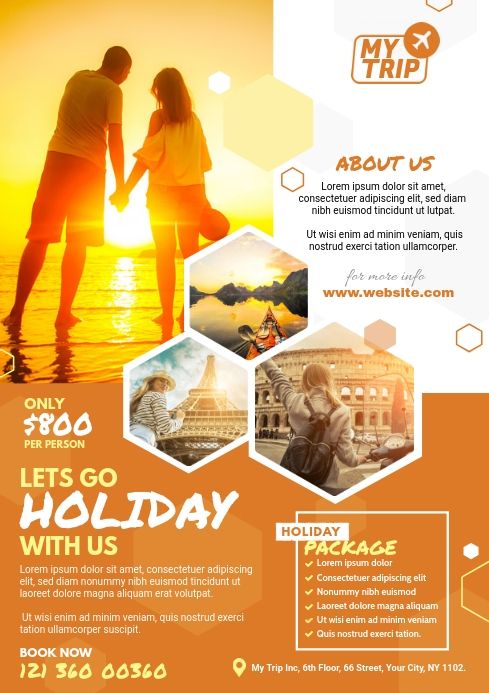 MY
TRIP
ABOUT US
Lorem ipsum dolor sit amet,
consectetuer adipiscing elit, sed diam
nibh euismod tincidunt ut lutpat.
Ut wisi enim ad minim veniam, quis
nostrud exerci tation ullamcorper.
for more info
www.website.com
ONLY
$800
PER PERSON
LETS GO
HOLIDAY
WITH US
Lorem ipsum dolor sit amet, consectetuer adipiscing
elit, sed diam nonummy nibh euismod tincidunt ut
laoreet dolore magna aliquam erat volutpat.
Ut wisi enim ad minim veniam, quis nostrud exerci
tation ullamcorper suscipit.
BOOK NOW
121 360 00360
HOLIDAY
PACKAGE
Lorem ipsum dolor
Consectetuer adipiscing elit
Nonummy nibh euismod
Laoreet dolore magna aliquam
Ut wisi enim ad minim veniam
Quis nostrud exerci tation.
My Trip Inc, 6th Floor, 66 Street, Your City, NY 1102.